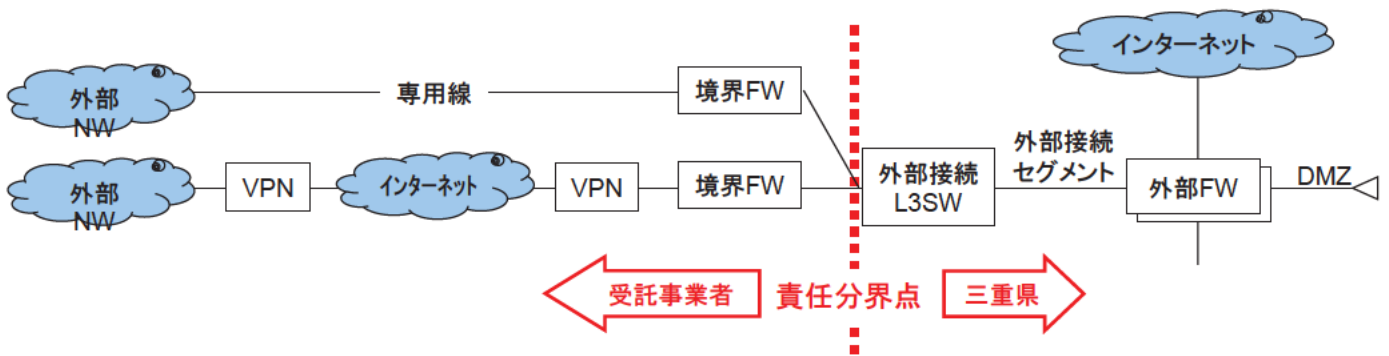 インターネット
外部
NW
専用線
境界FW
外部
NW
VPN
インターネット
VPN
境界FW
外部接続
L3SW
外部接続
セグメント
外部FW
DMZ
受託事業者
責任分界点
三重県